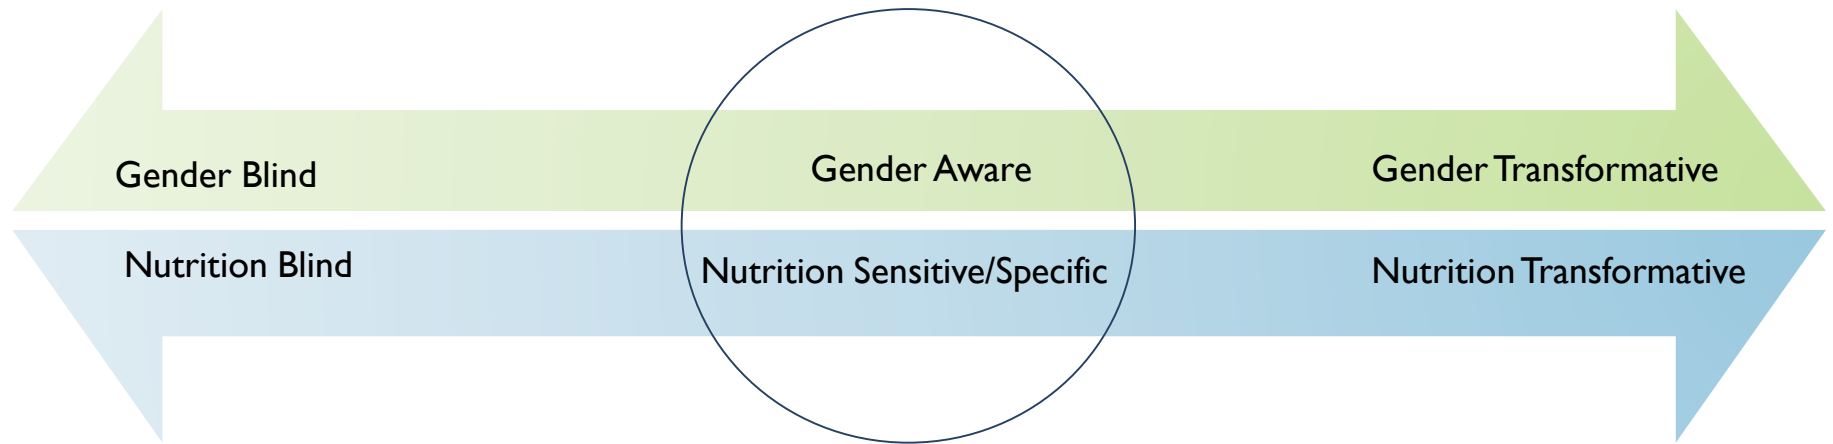 Gender Blind
Gender Aware
Gender Transformative
Nutrition Blind
Nutrition Sensitive/Specific
Nutrition Transformative